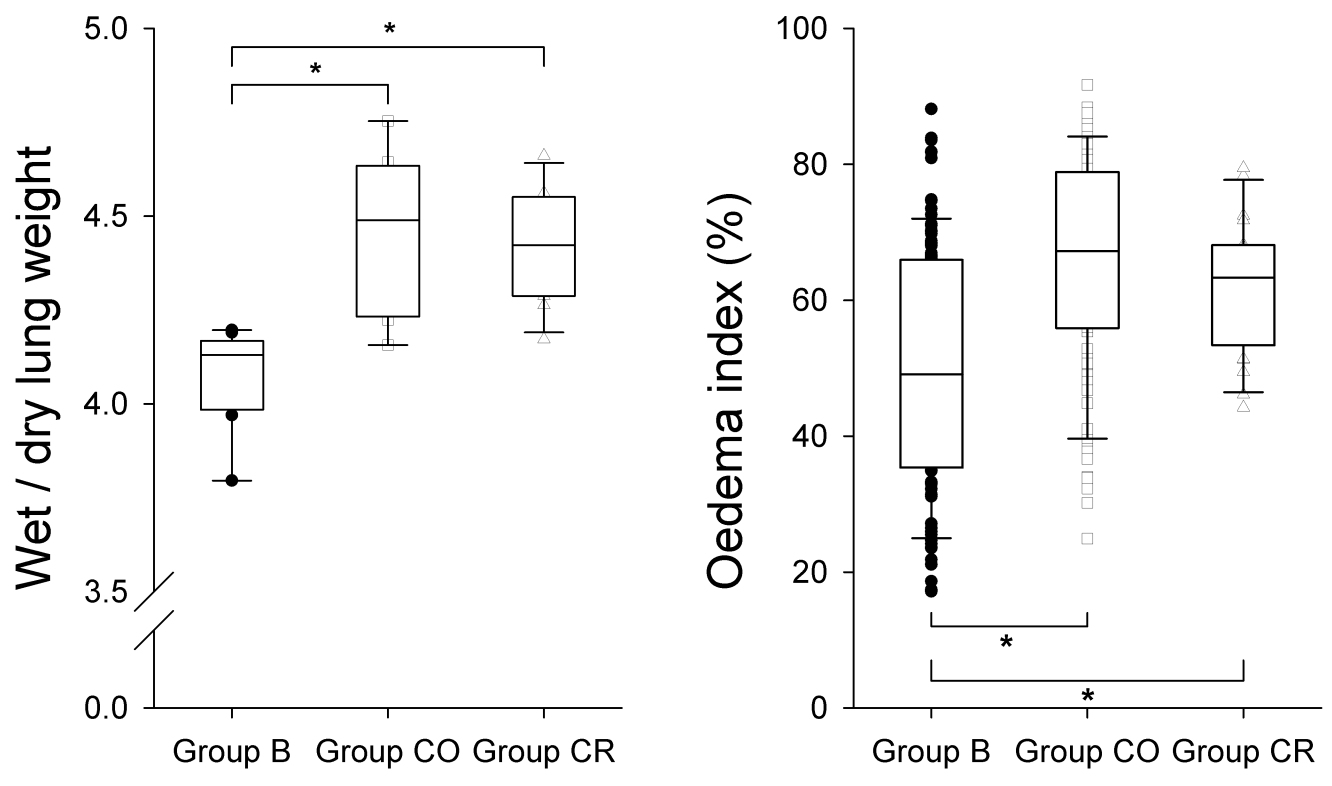 Wet / dry lung weight
5.0
4.5
4.0
3.5
0.0
*
*
Group B
Group CO
Group CR
Oedema index (%)
100
80
60
40
20
0
*
*
Group B
Group CO
Group CR